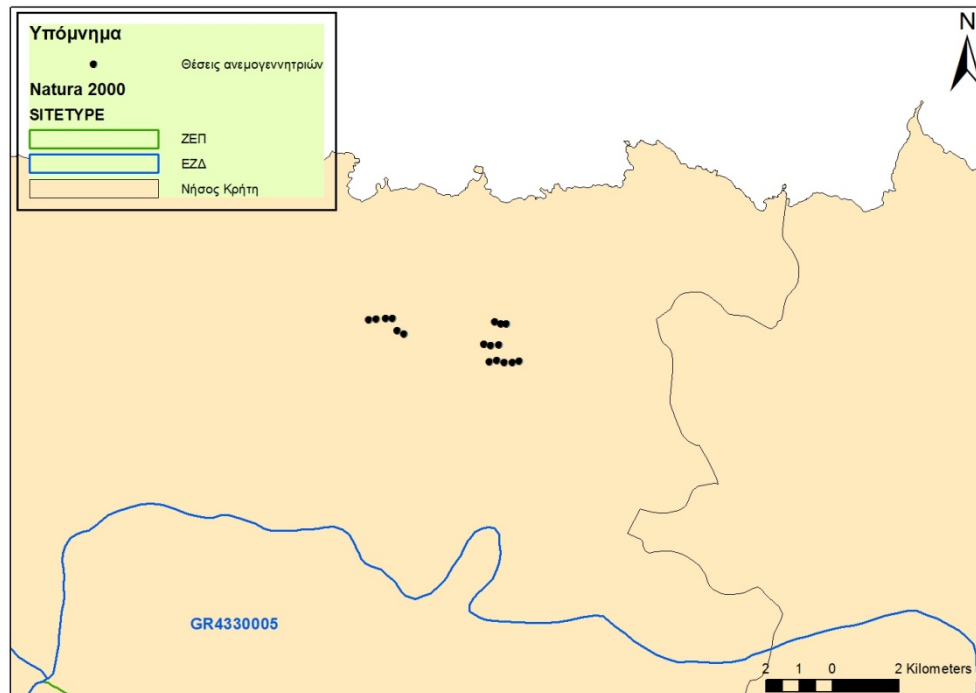 Υπόμνημα
Θέσεις ανεμογεννητριών
Natura 2000
SITETYPE
ΖΕΠ
ΕΖΔ
Νήσος Κρήτη
N
GR4330005
2 1 0 2 Kilometers